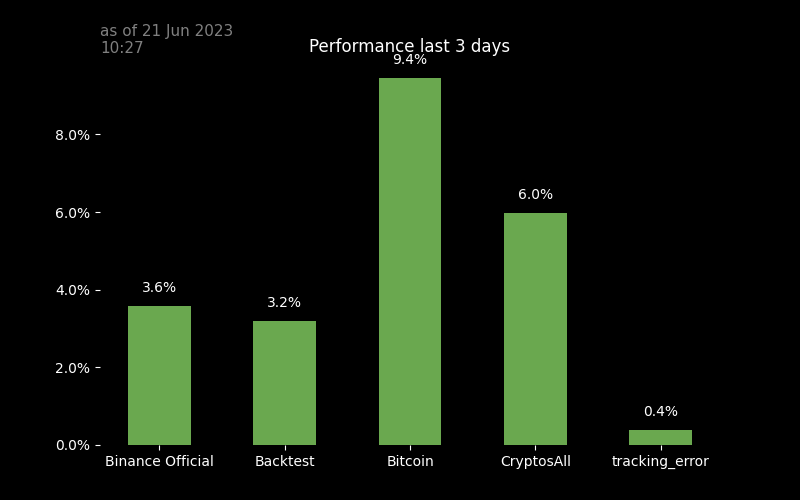 as of 21 Jun 2023
10:27
Performance last 3 days
9.4%
8.0%
6.0%
6.0%
4.0%
3.6%
3.2%
2.0%
0.4%
0.0%
Binance Official
Backtest
Bitcoin
CryptosAll
tracking_error